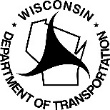 WISCONSIN
DEPARTMENT OF TRANSPORTATION